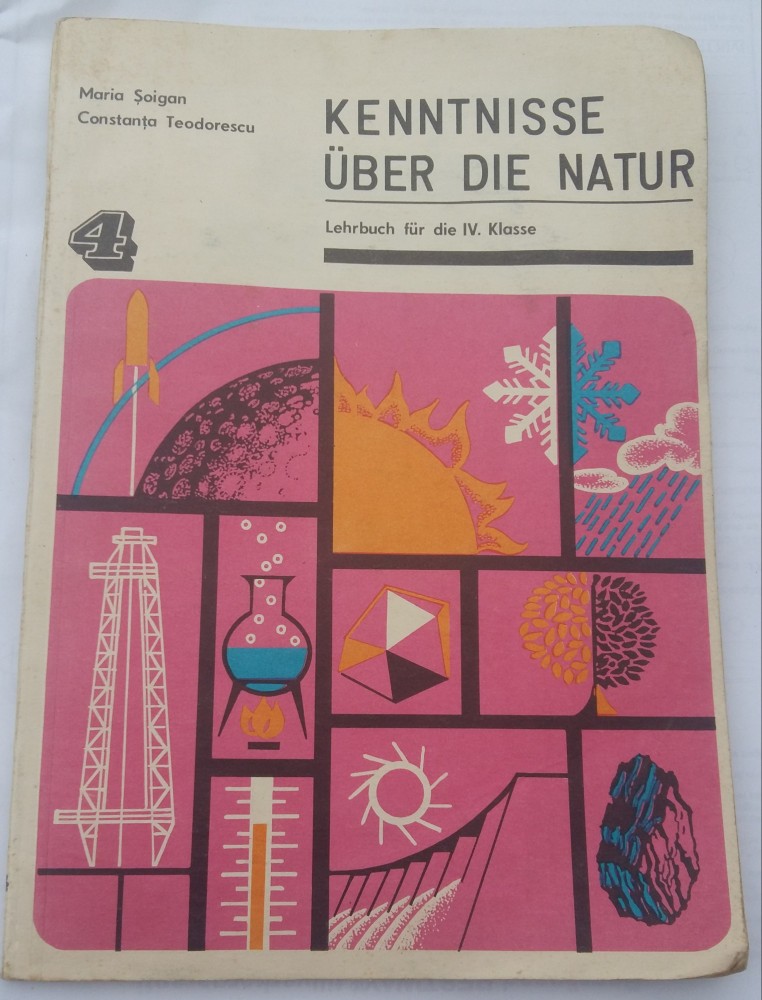 Maria Șoigan
Constanța Teodorescu
KENNTNISSE
ÜBER DIE NATUR
Lehrbuch für die IV. Klasse
4